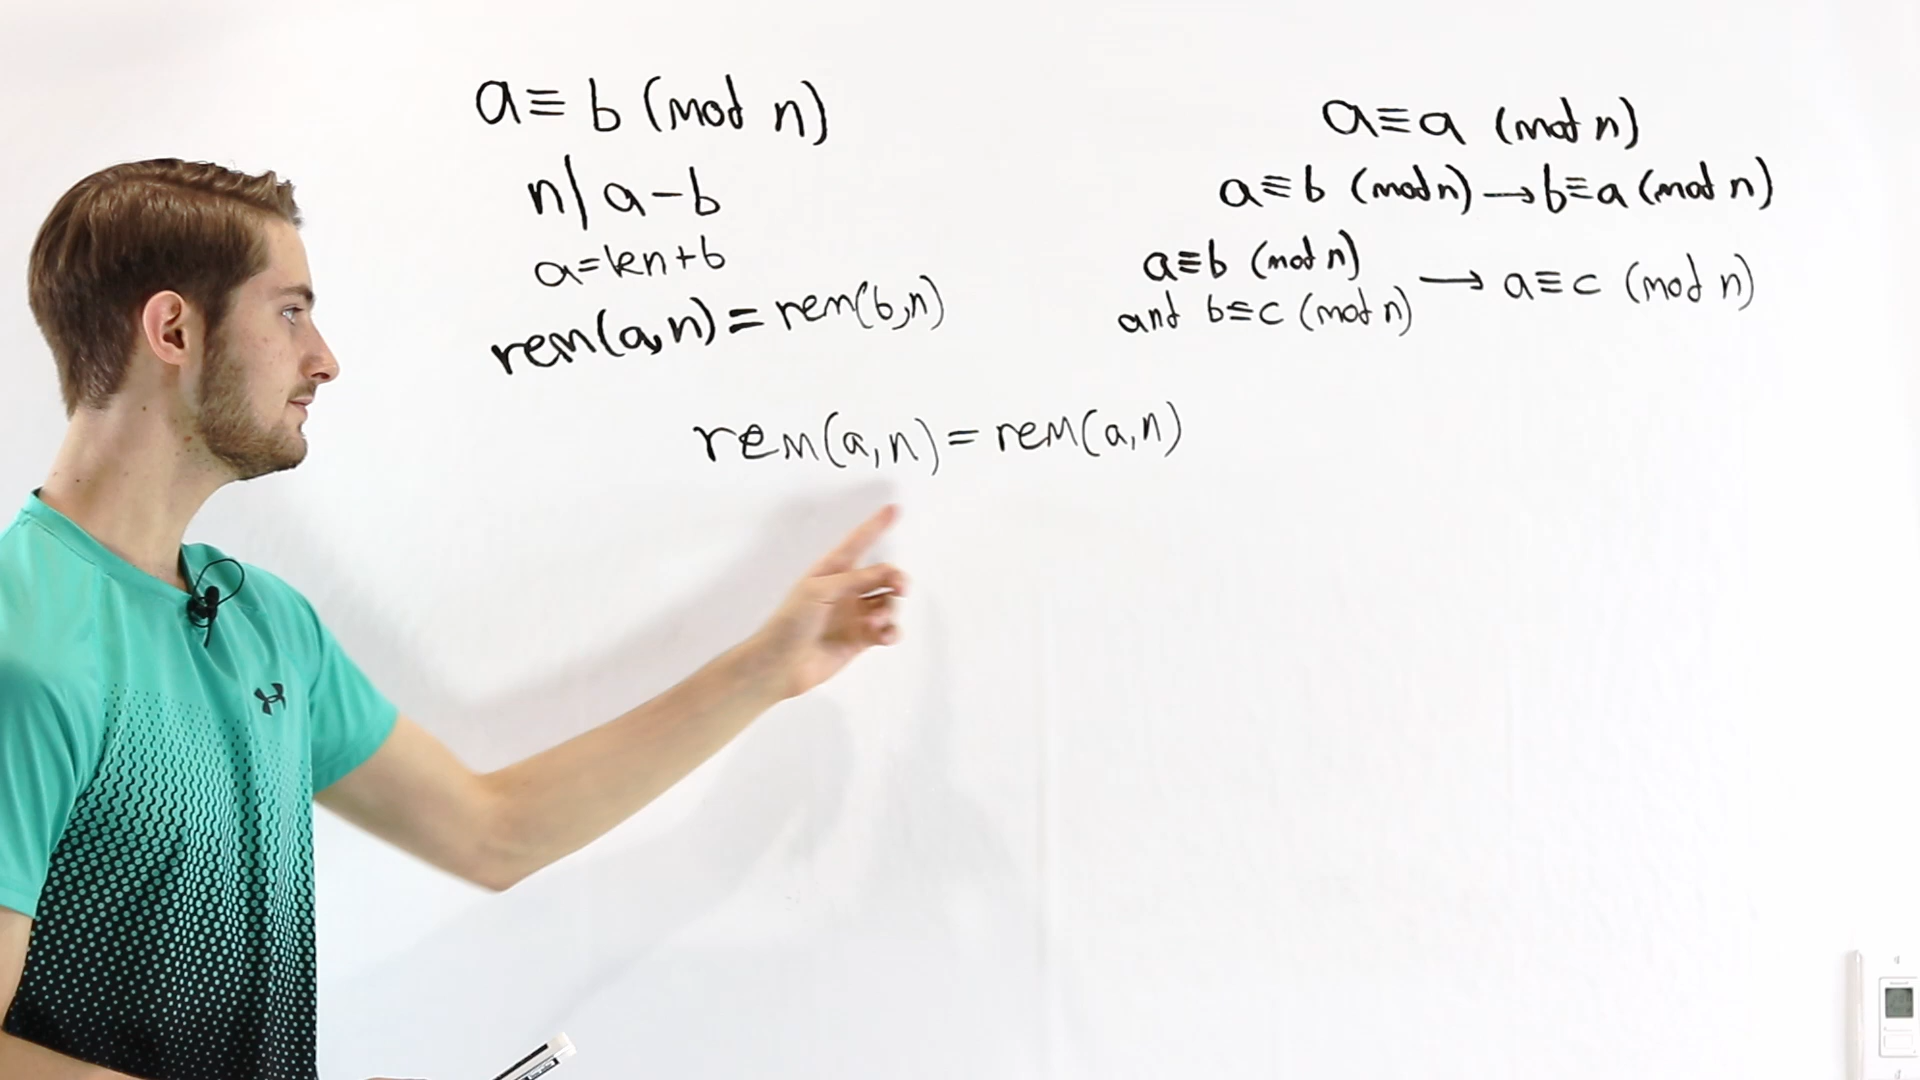 a≡ b (mod n)
n| a-b
a=kn+b
rem(a,n)=rem(b,n)
a≡a (mod n)
a≡b (mod n)→b≡a (mod n)
a≡b (mod n)
and b≡c (mod n) → a≡c (mod n)
rem(a,n)=rem(a,n)